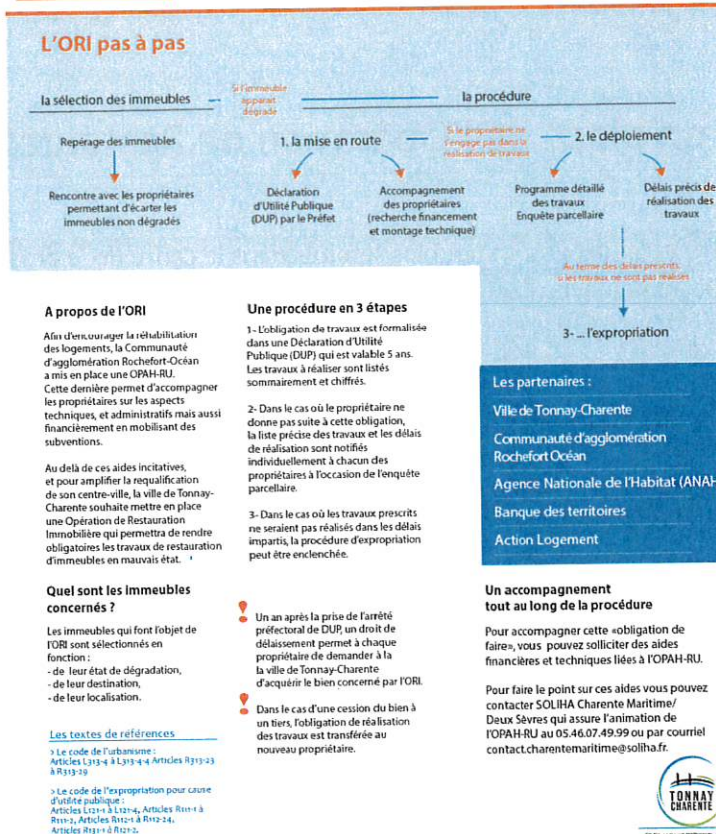 L'ORI pas à pas
la sélection des immeubles
Si l'immeuble
apparait
dégradé
la procédure
Repérage des immeubles
Rencontre avec les propriétaires
permettant d'écarter les
immeubles non dégradés
1. la mise en route
Déclaration
d'Utilité Publique
(DUP) par le Préfet
Accompagnement
des propriétaires
(recherche financement
et montage technique)
Si le propriétaire ne
s'engage pas dans la
réalisation de travaux
2. le déploiement
Programme détaillé
des travaux
Enquête parcellaire
Délais précis de
réalisation des
travaux
Au terme des délais prescrits,
si les travaux ne sont pas réalisés
3- ... l'expropriation
A propos de l'ORI
Afin d'encourager la réhabilitation
des logements, la Communauté
d'agglomération Rochefort-Océan
a mis en place une OPAH-RU.
Cette dernière permet d'accompagner
les propriétaires sur les aspects
techniques, et administratifs mais aussi
financièrement en mobilisant des
subventions.
Au delà de ces aides incitatives,
et pour amplifier la requalification
de son centre-ville, la ville de Tonnay-
Charente souhaite mettre en place
une Opération de Restauration
Immobilière qui permettra de rendre
obligatoires les travaux de restauration
d'immeubles en mauvais état.
Quel sont les immeubles
concernés ?
Les immeubles qui font l'objet de
l'ORI sont sélectionnés en
fonction :
- de leur état de dégradation,
- de leur destination,
- de leur localisation.
Les textes de références
> Le code de l'urbanisme :
Articles L313-4 à L313-4-4 Articles R313-23
à R313-29
> Le code de l'expropriation pour cause
d'utilité publique :
Articles L121-1 à L121-4, Articles R111-1 à
R111-2, Articles R112-1 à R112-24,
Articles R131-1 à R121-2.
Une procédure en 3 étapes
1- L'obligation de travaux est formalisée
dans une Déclaration d'Utilité
Publique (DUP) qui est valable 5 ans.
Les travaux à réaliser sont listés
sommairement et chiffrés.
2- Dans le cas où le propriétaire ne
donne pas suite à cette obligation,
la liste précise des travaux et les délais
de réalisation sont notifiés
individuellement à chacun des
propriétaires à l'occasion de l'enquête
parcellaire.
3- Dans le cas où les travaux prescrits
ne seraient pas réalisés dans les délais
impartis, la procédure d'expropriation
peut être enclenchée.
! Un an après la prise de l'arrêté
préfectoral de DUP, un droit de
délaissement permet à chaque
propriétaire de demander à la
la ville de Tonnay-Charente
d'acquérir le bien concerné par l'ORI.
! Dans le cas d'une cession du bien à
un tiers, l'obligation de réalisation
des travaux est transférée au
nouveau propriétaire.
Les partenaires :
Ville de Tonnay-Charente
Communauté d'agglomération
Rochefort Océan
Agence Nationale de l'Habitat (ANAH
Banque des territoires
Action Logement
Un accompagnement
tout au long de la procédure
Pour accompagner cette «obligation de
faire», vous pouvez solliciter des aides
financières et techniques liées à l'OPAH-RU.
Pour faire le point sur ces aides vous pouvez
contacter SOLIHA Charente Maritime/
Deux Sèvres qui assure l'animation de
l'OPAH-RU au 05.46.07.49.99 ou par courriel
contact.charentemaritime@soliha.fr.
TONNAY
CHARENTE